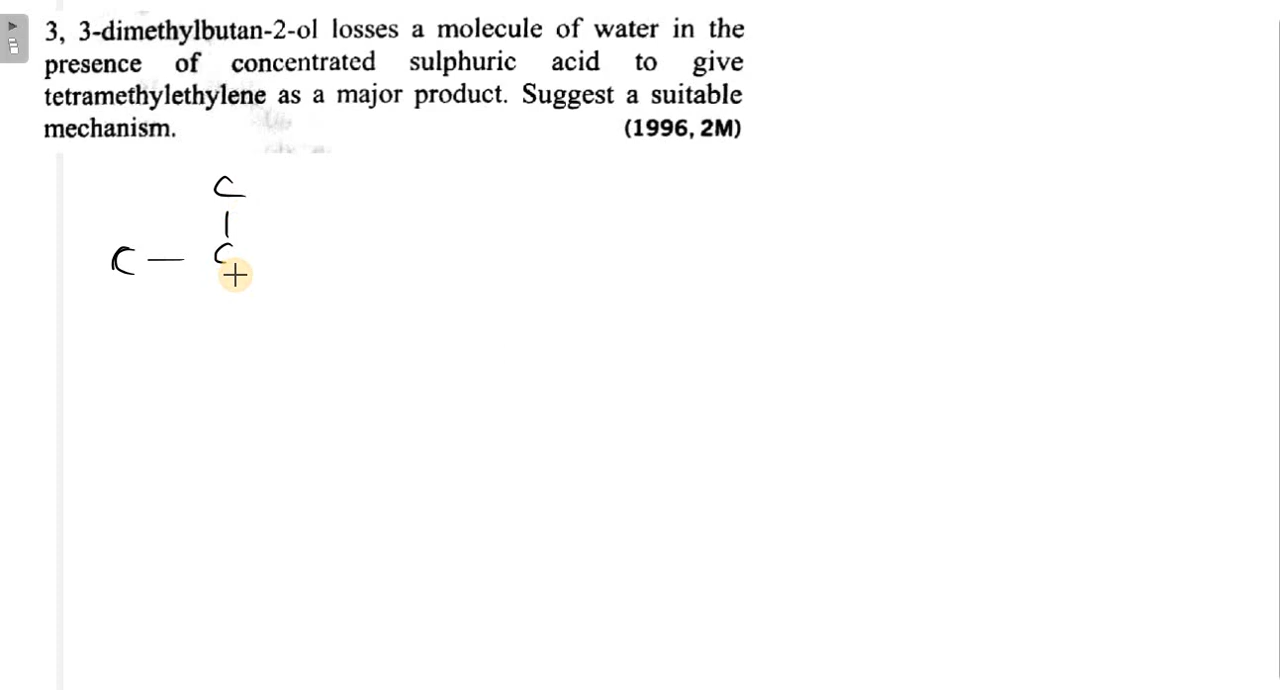 3, 3-dimethylbutan-2-ol losses a molecule of water in the
presence of concentrated sulphuric acid to give
tetramethylethylene as a major product. Suggest a suitable
mechanism. (1996, 2M)
C
|
C — C